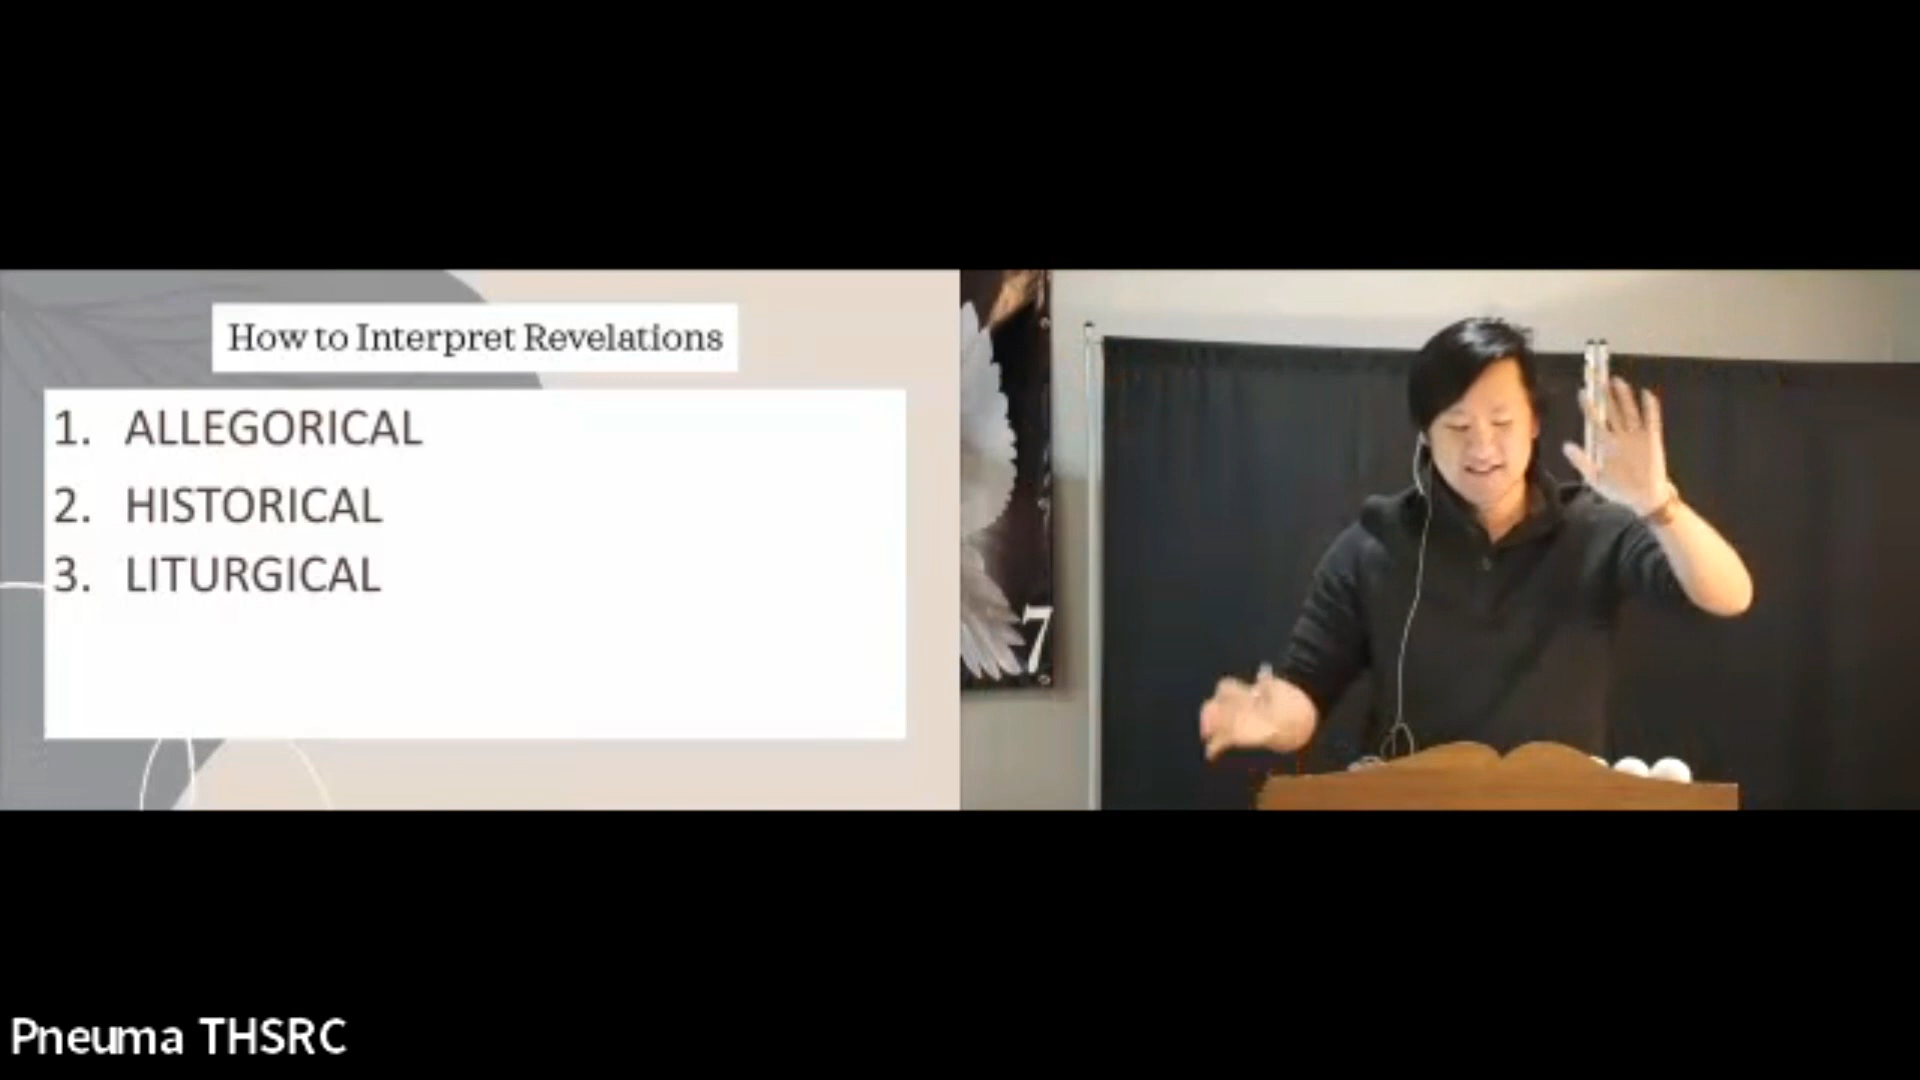 How to Interpret Revelations
1. ALLEGORICAL
2. HISTORICAL
3. LITURGICAL
7
Pneuma THSRC